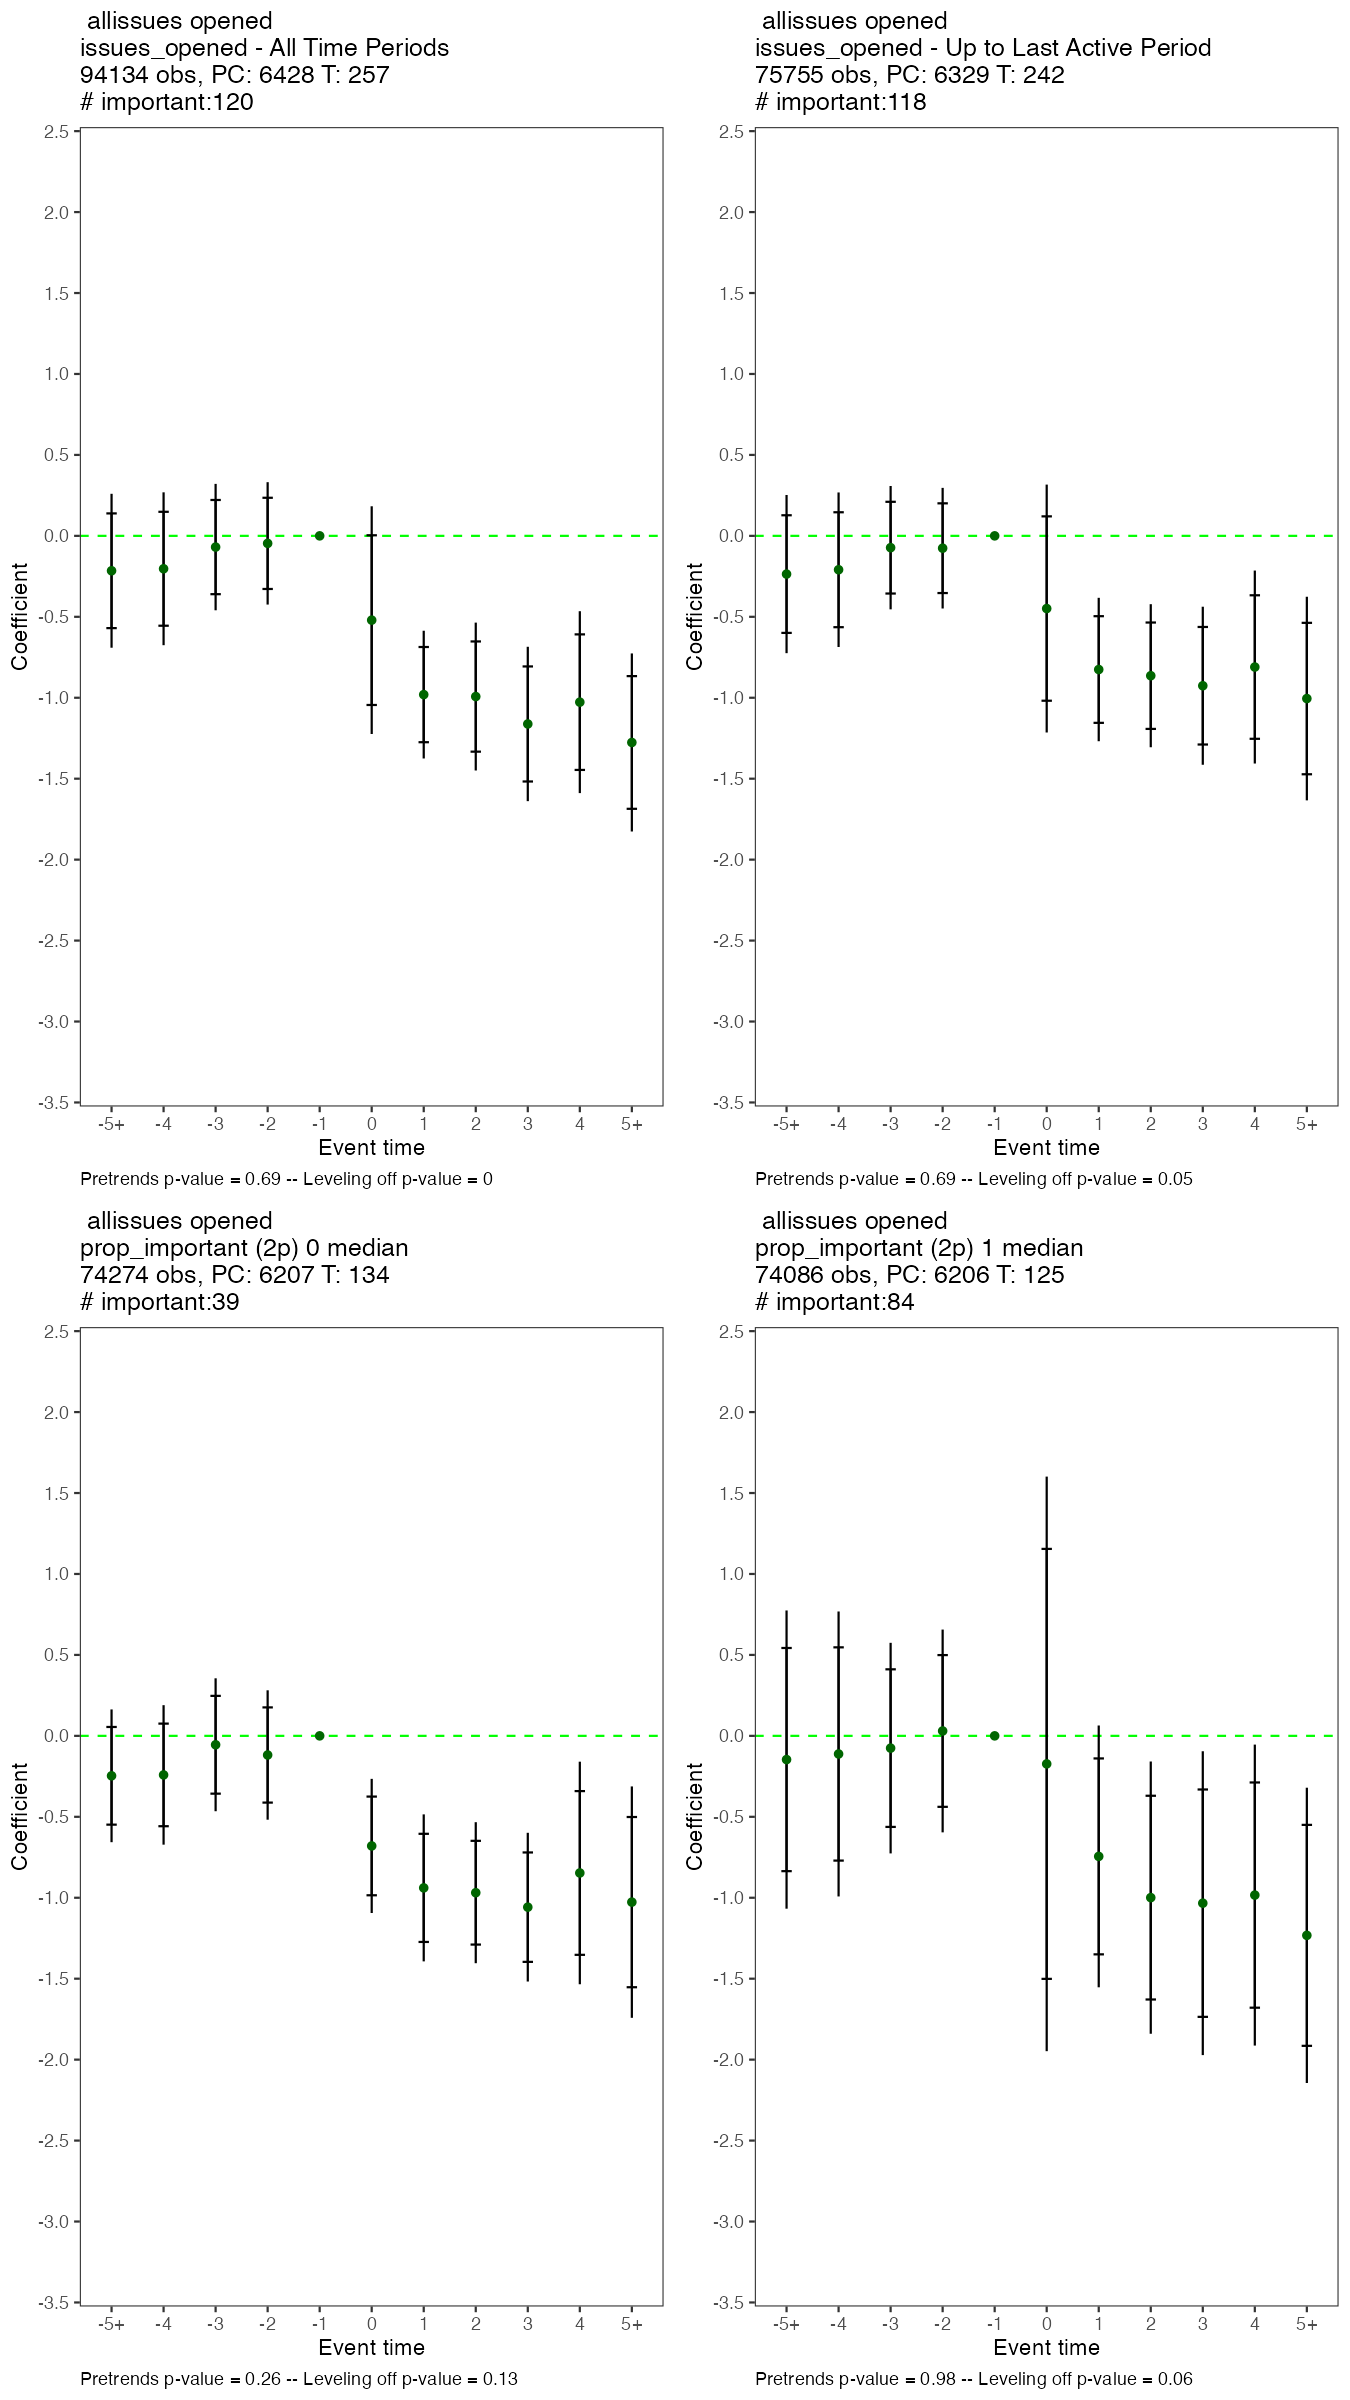 allissues opened
issues_opened - All Time Periods
94134 obs, PC: 6428 T: 257
# important:120
2.5
2.0
1.5
1.0
0.5
0.0
-0.5
-1.0
-1.5
-2.0
-2.5
-3.0
-3.5
Coefficient
-5+ -4 -3 -2 -1 0 1 2 3 4 5+
Event time
Pretrends p-value = 0.69 -- Leveling off p-value = 0
allissues opened
issues_opened - Up to Last Active Period
75755 obs, PC: 6329 T: 242
# important:118
2.5
2.0
1.5
1.0
0.5
0.0
-0.5
-1.0
-1.5
-2.0
-2.5
-3.0
-3.5
Coefficient
-5+ -4 -3 -2 -1 0 1 2 3 4 5+
Event time
Pretrends p-value = 0.69 -- Leveling off p-value = 0.05
allissues opened
prop_important (2p) 0 median
74274 obs, PC: 6207 T: 134
# important:39
2.5
2.0
1.5
1.0
0.5
0.0
-0.5
-1.0
-1.5
-2.0
-2.5
-3.0
-3.5
Coefficient
-5+ -4 -3 -2 -1 0 1 2 3 4 5+
Event time
Pretrends p-value = 0.26 -- Leveling off p-value = 0.13
allissues opened
prop_important (2p) 1 median
74086 obs, PC: 6206 T: 125
# important:84
2.5
2.0
1.5
1.0
0.5
0.0
-0.5
-1.0
-1.5
-2.0
-2.5
-3.0
-3.5
Coefficient
-5+ -4 -3 -2 -1 0 1 2 3 4 5+
Event time
Pretrends p-value = 0.98 -- Leveling off p-value = 0.06